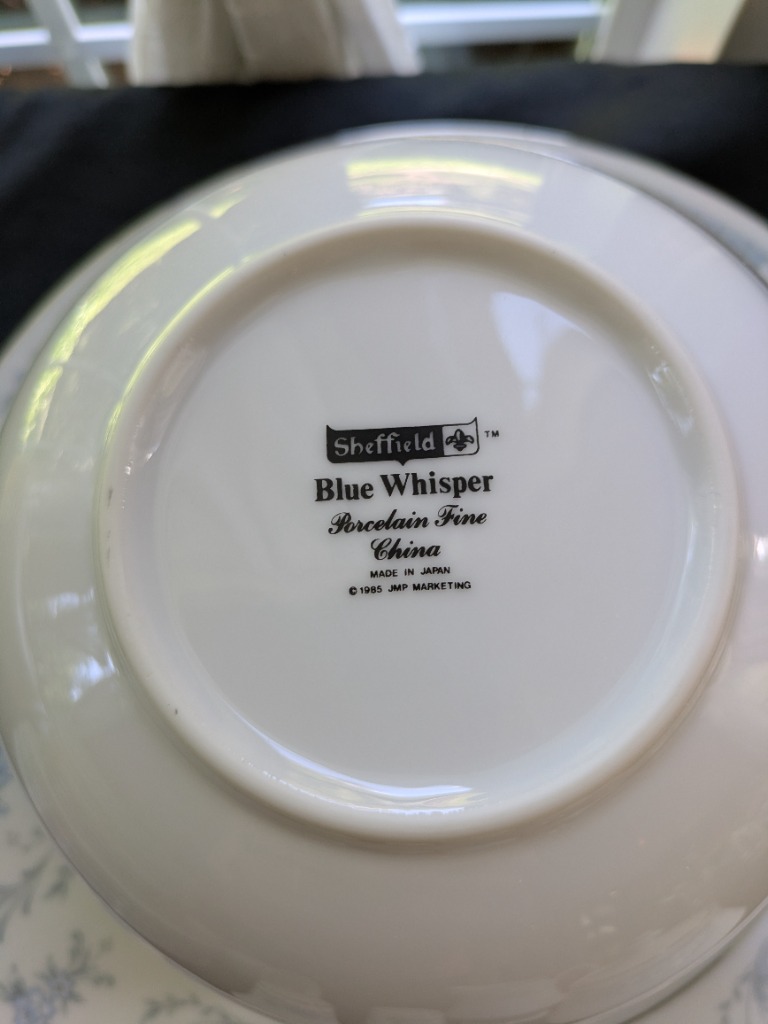 Sheffield ™
Blue Whisper
Porcelain Fine
China
MADE IN JAPAN
©1985 JMP MARKETING